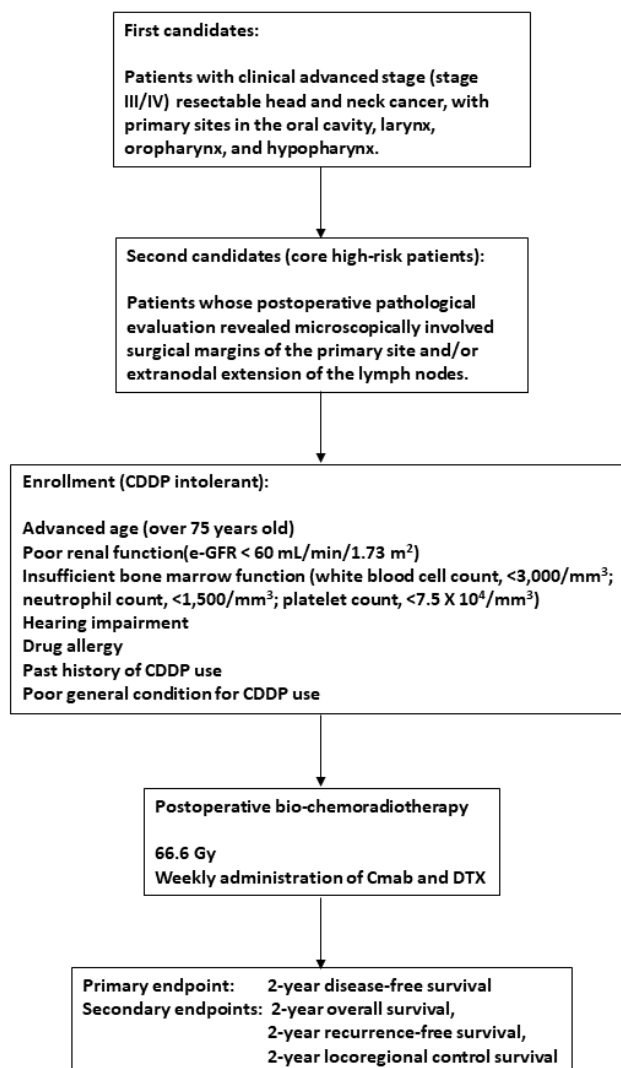 First candidates:
Patients with clinical advanced stage (stage
III/IV) resectable head and neck cancer, with
primary sites in the oral cavity, larynx,
oropharynx, and hypopharynx.
Second candidates (core high-risk patients):
Patients whose postoperative pathological
evaluation revealed microscopically involved
surgical margins of the primary site and/or
extranodal extension of the lymph nodes.
Enrollment (CDDP intolerant):
Advanced age (over 75 years old)
Poor renal function(e-GFR < 60 mL/min/1.73 m²)
Insufficient bone marrow function (white blood cell count, <3,000/mm³;
neutrophil count, <1,500/mm³; platelet count, <7.5 X 10⁴/mm³)
Hearing impairment
Drug allergy
Past history of CDDP use
Poor general condition for CDDP use
Postoperative bio-chemoradiotherapy
66.6 Gy
Weekly administration of Cmab and DTX
Primary endpoint: 2-year disease-free survival
Secondary endpoints: 2-year overall survival,
2-year recurrence-free survival,
2-year locoregional control survival